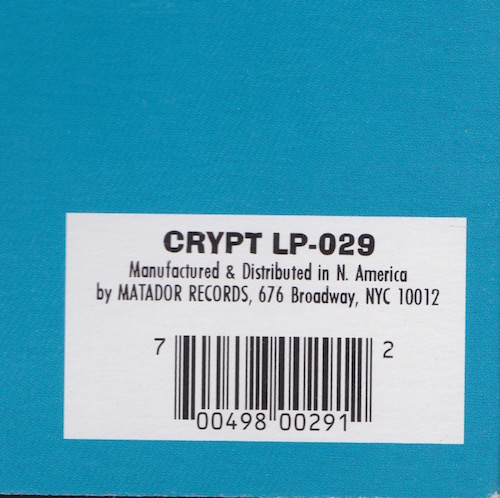 CRYPT LP-029
Manufactured & Distributed in N. America
by MATADOR RECORDS, 676 Broadway, NYC 10012
7 00498 00291 2